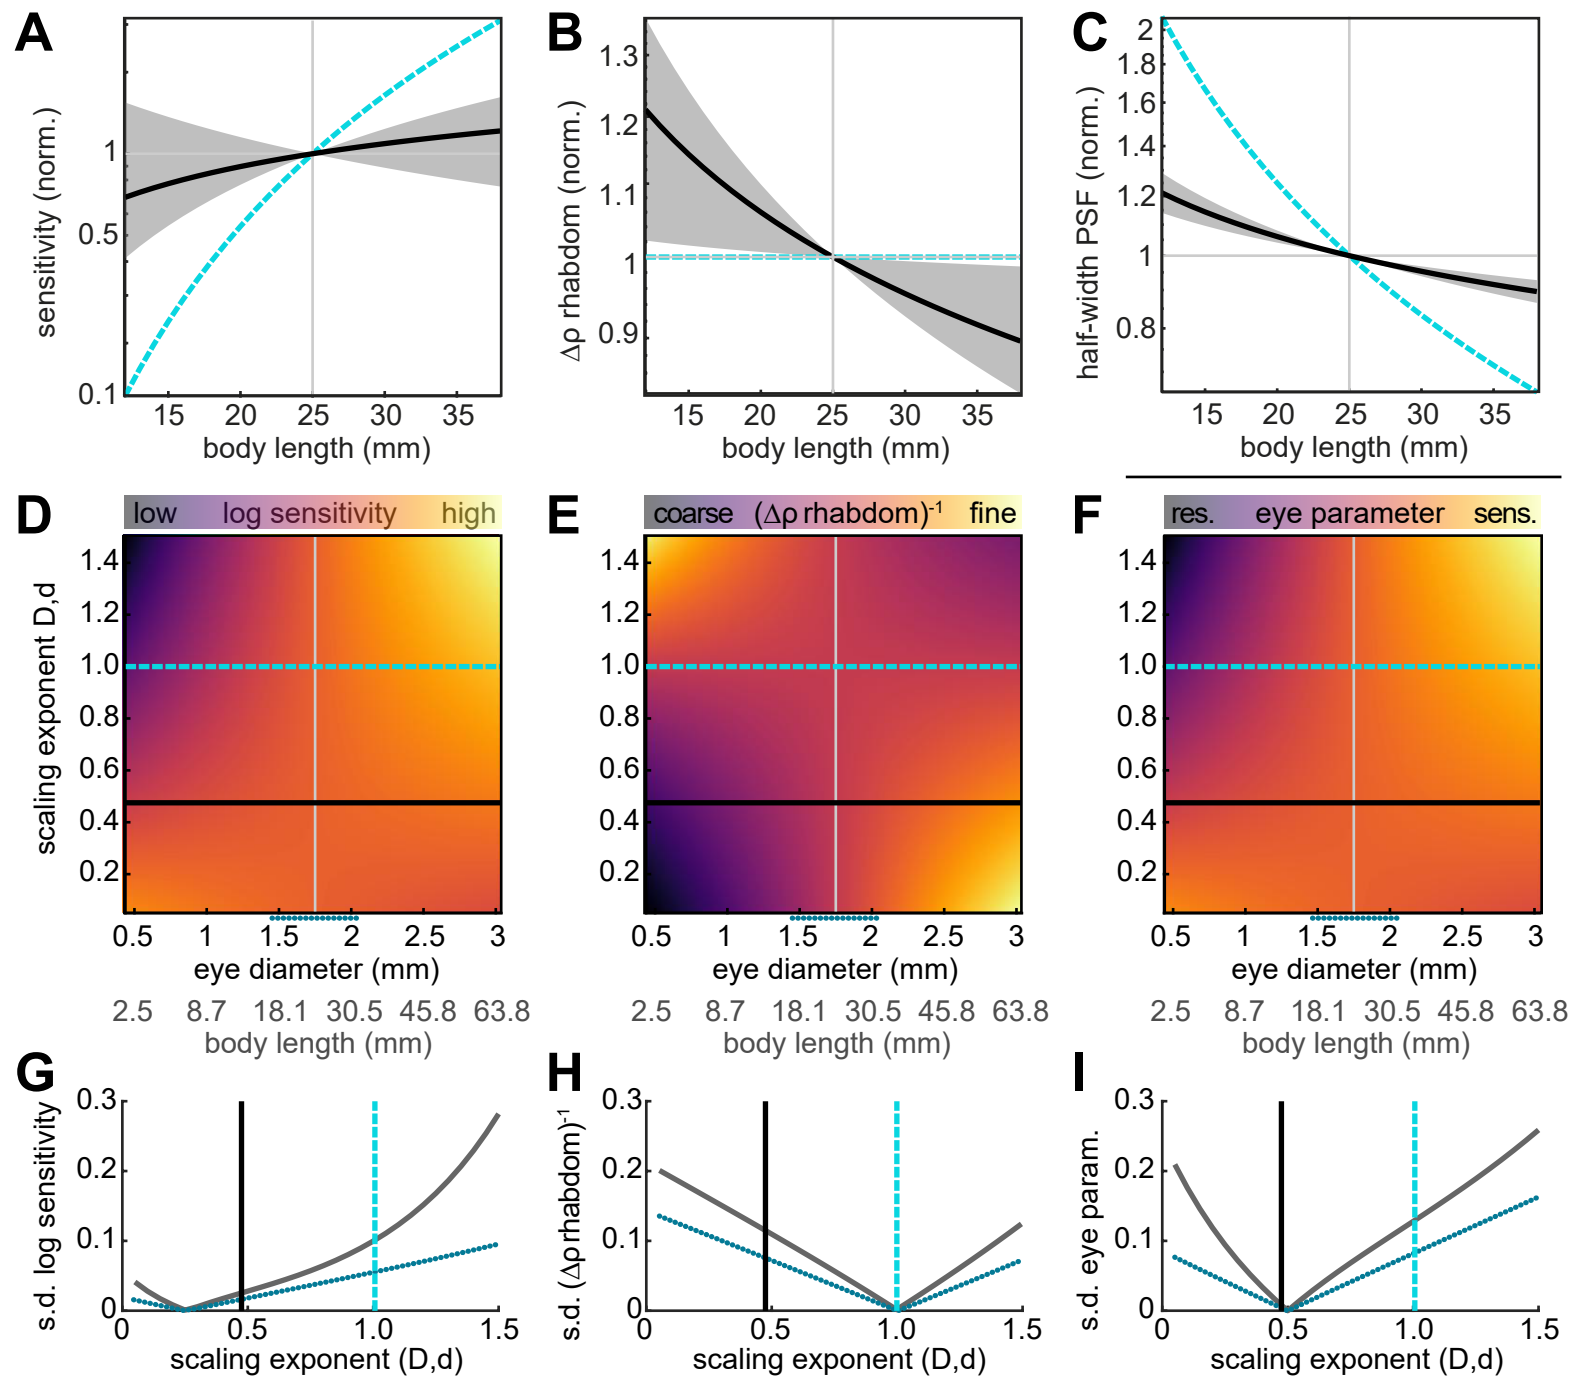 A
sensitivity (norm.)
1
0.5
0.1
15 20 25 30 35
body length (mm)
B
Δρ rhabdom (norm.)
1.3
1.2
1.1
1
0.9
15 20 25 30 35
body length (mm)
C
half-width PSF (norm.)
2
1.8
1.6
1.4
1.2
1
0.8
15 20 25 30 35
body length (mm)
D
low log sensitivity high
scaling exponent D,d
1.4
1.2
1.0
0.8
0.6
0.4
0.2
0.5 1 1.5 2 2.5 3
eye diameter (mm)
2.5 8.7 18.1 30.5 45.8 63.8
body length (mm)
E
coarse (Δρ rhabdom)⁻¹ fine
1.4
1.2
1.0
0.8
0.6
0.4
0.2
0.5 1 1.5 2 2.5 3
eye diameter (mm)
2.5 8.7 18.1 30.5 45.8 63.8
body length (mm)
F
res. eye parameter sens.
1.4
1.2
1.0
0.8
0.6
0.4
0.2
0.5 1 1.5 2 2.5 3
eye diameter (mm)
2.5 8.7 18.1 30.5 45.8 63.8
body length (mm)
G
s.d. log sensitivity
0.3
0.2
0.1
0
0 0.5 1.0 1.5
scaling exponent (D,d)
H
s.d. (Δρ rhabdom)⁻¹
0.3
0.2
0.1
0
0 0.5 1.0 1.5
scaling exponent (D,d)
I
s.d. eye param.
0.3
0.2
0.1
0
0 0.5 1.0 1.5
scaling exponent (D,d)